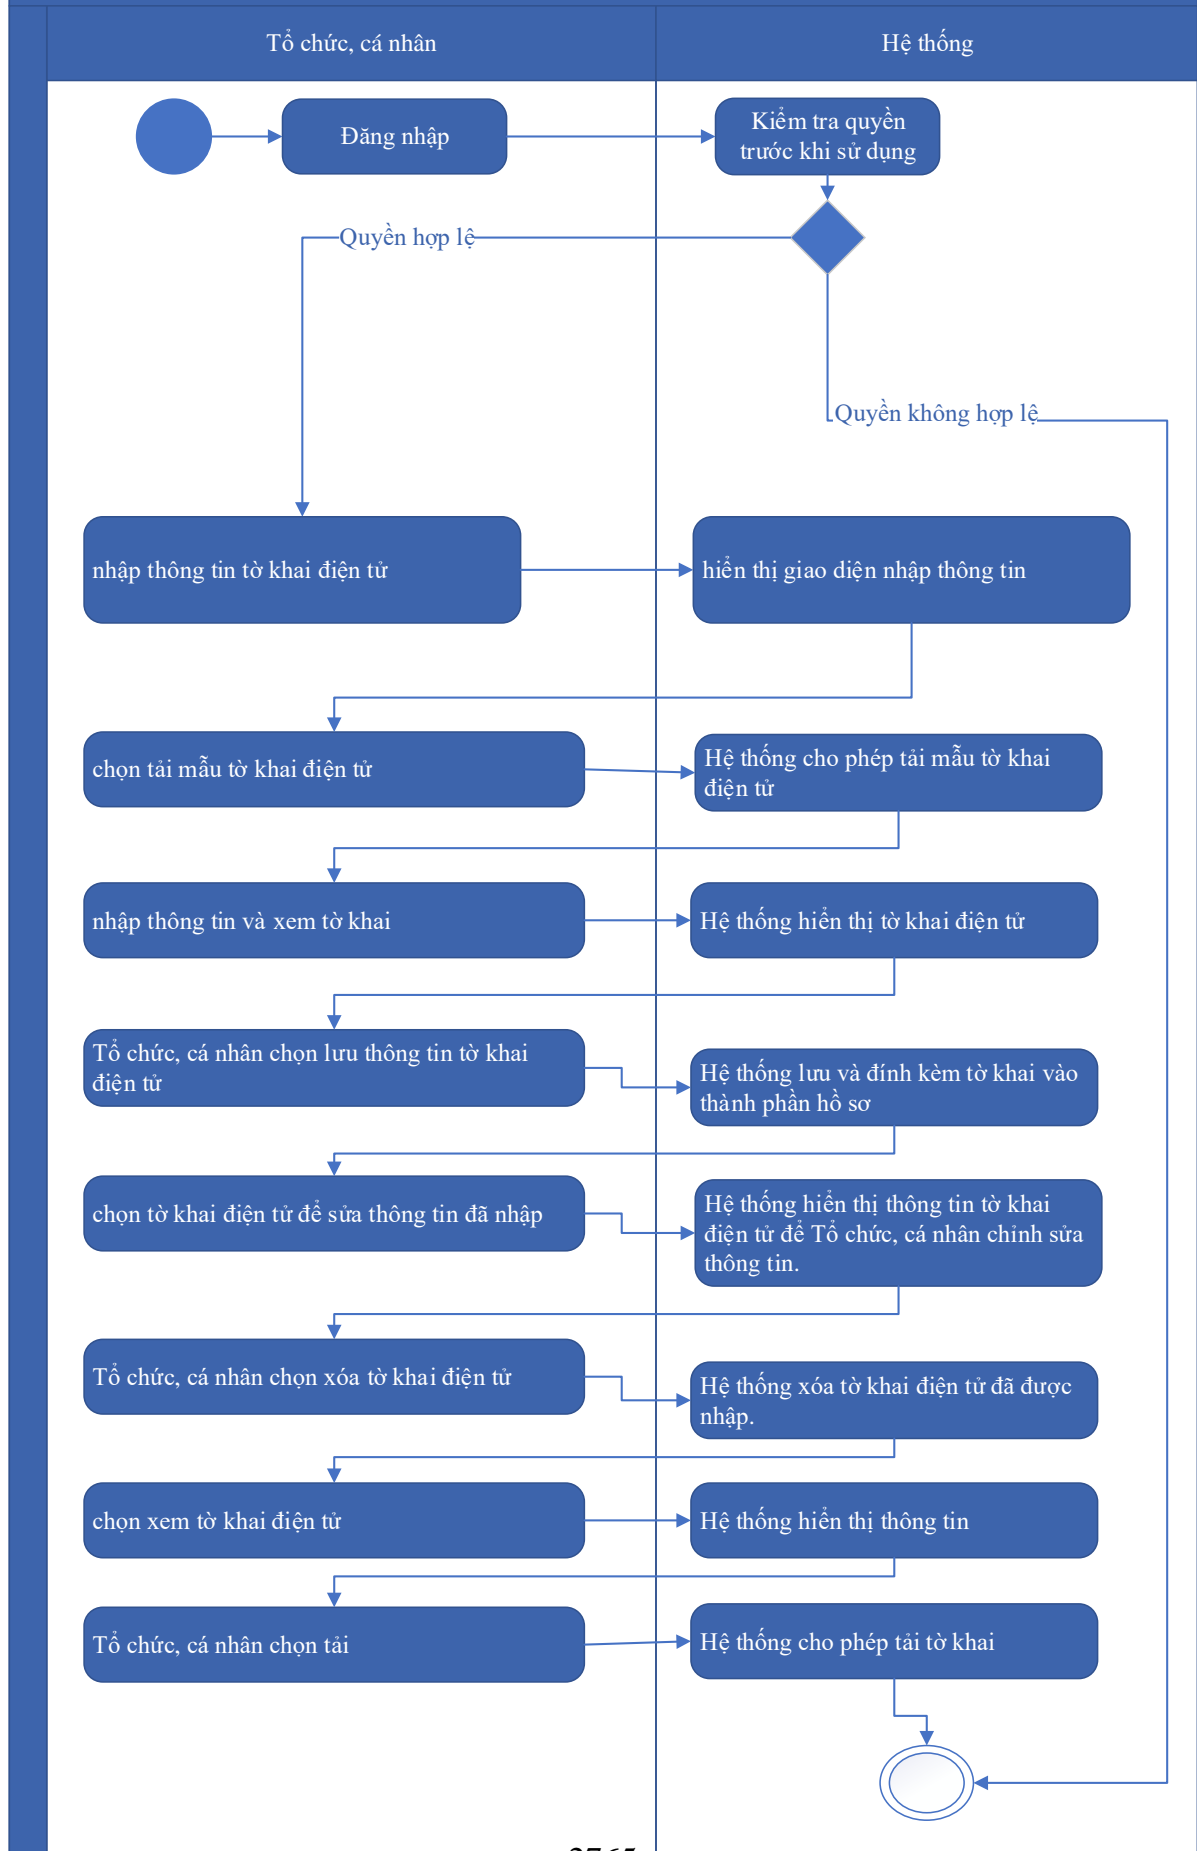 Tổ chức, cá nhân
Hệ thống
Đăng nhập
Kiểm tra quyền
trước khi sử dụng
Quyền hợp lệ
Quyền không hợp lệ
nhập thông tin tờ khai điện tử
hiển thị giao diện nhập thông tin
chọn tải mẫu tờ khai điện tử
Hệ thống cho phép tải mẫu tờ khai
điện tử
nhập thông tin và xem tờ khai
Hệ thống hiển thị tờ khai điện tử
Tổ chức, cá nhân chọn lưu thông tin tờ khai
điện tử
Hệ thống lưu và đính kèm tờ khai vào
thành phần hồ sơ
chọn tờ khai điện tử để sửa thông tin đã nhập
Hệ thống hiển thị thông tin tờ khai
điện tử để Tổ chức, cá nhân chỉnh sửa
thông tin.
Tổ chức, cá nhân chọn xóa tờ khai điện tử
Hệ thống xóa tờ khai điện tử đã được
nhập.
chọn xem tờ khai điện tử
Hệ thống hiển thị thông tin
Tổ chức, cá nhân chọn tải
Hệ thống cho phép tải tờ khai